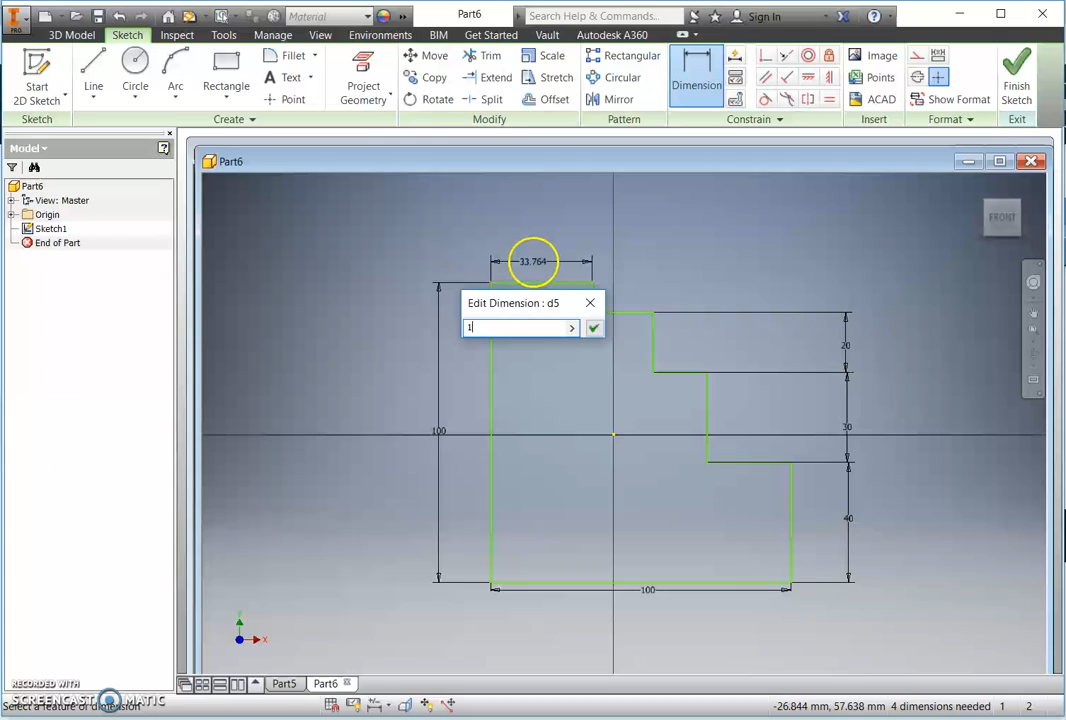 Material
Part6
Search Help & Commands...
Sign In
PRO
3D Model
Sketch
Inspect
Tools
Manage
View
Environments
BIM
Get Started
Vault
Autodesk A360
Start
2D Sketch
Line
Circle
Arc
Rectangle
Fillet
Text
Point
Project
Geometry
Move
Copy
Rotate
Trim
Extend
Split
Scale
Stretch
Offset
Rectangular
Circular
Mirror
Dimension
Image
Points
ACAD
Show Format
Finish
Sketch
Sketch
Create
Modify
Pattern
Constrain
Insert
Format
Exit
Model
Part6
View: Master
Origin
Sketch1
End of Part
Part6
FRONT
33.764
Edit Dimension : d5
1
20
30
40
100
100
Y
X
Part5
Part6
RECORDED WITH
SCREENCAST MATIC
Select a feature or dimension
-26.844 mm, 57.638 mm
4 dimensions needed
1
2